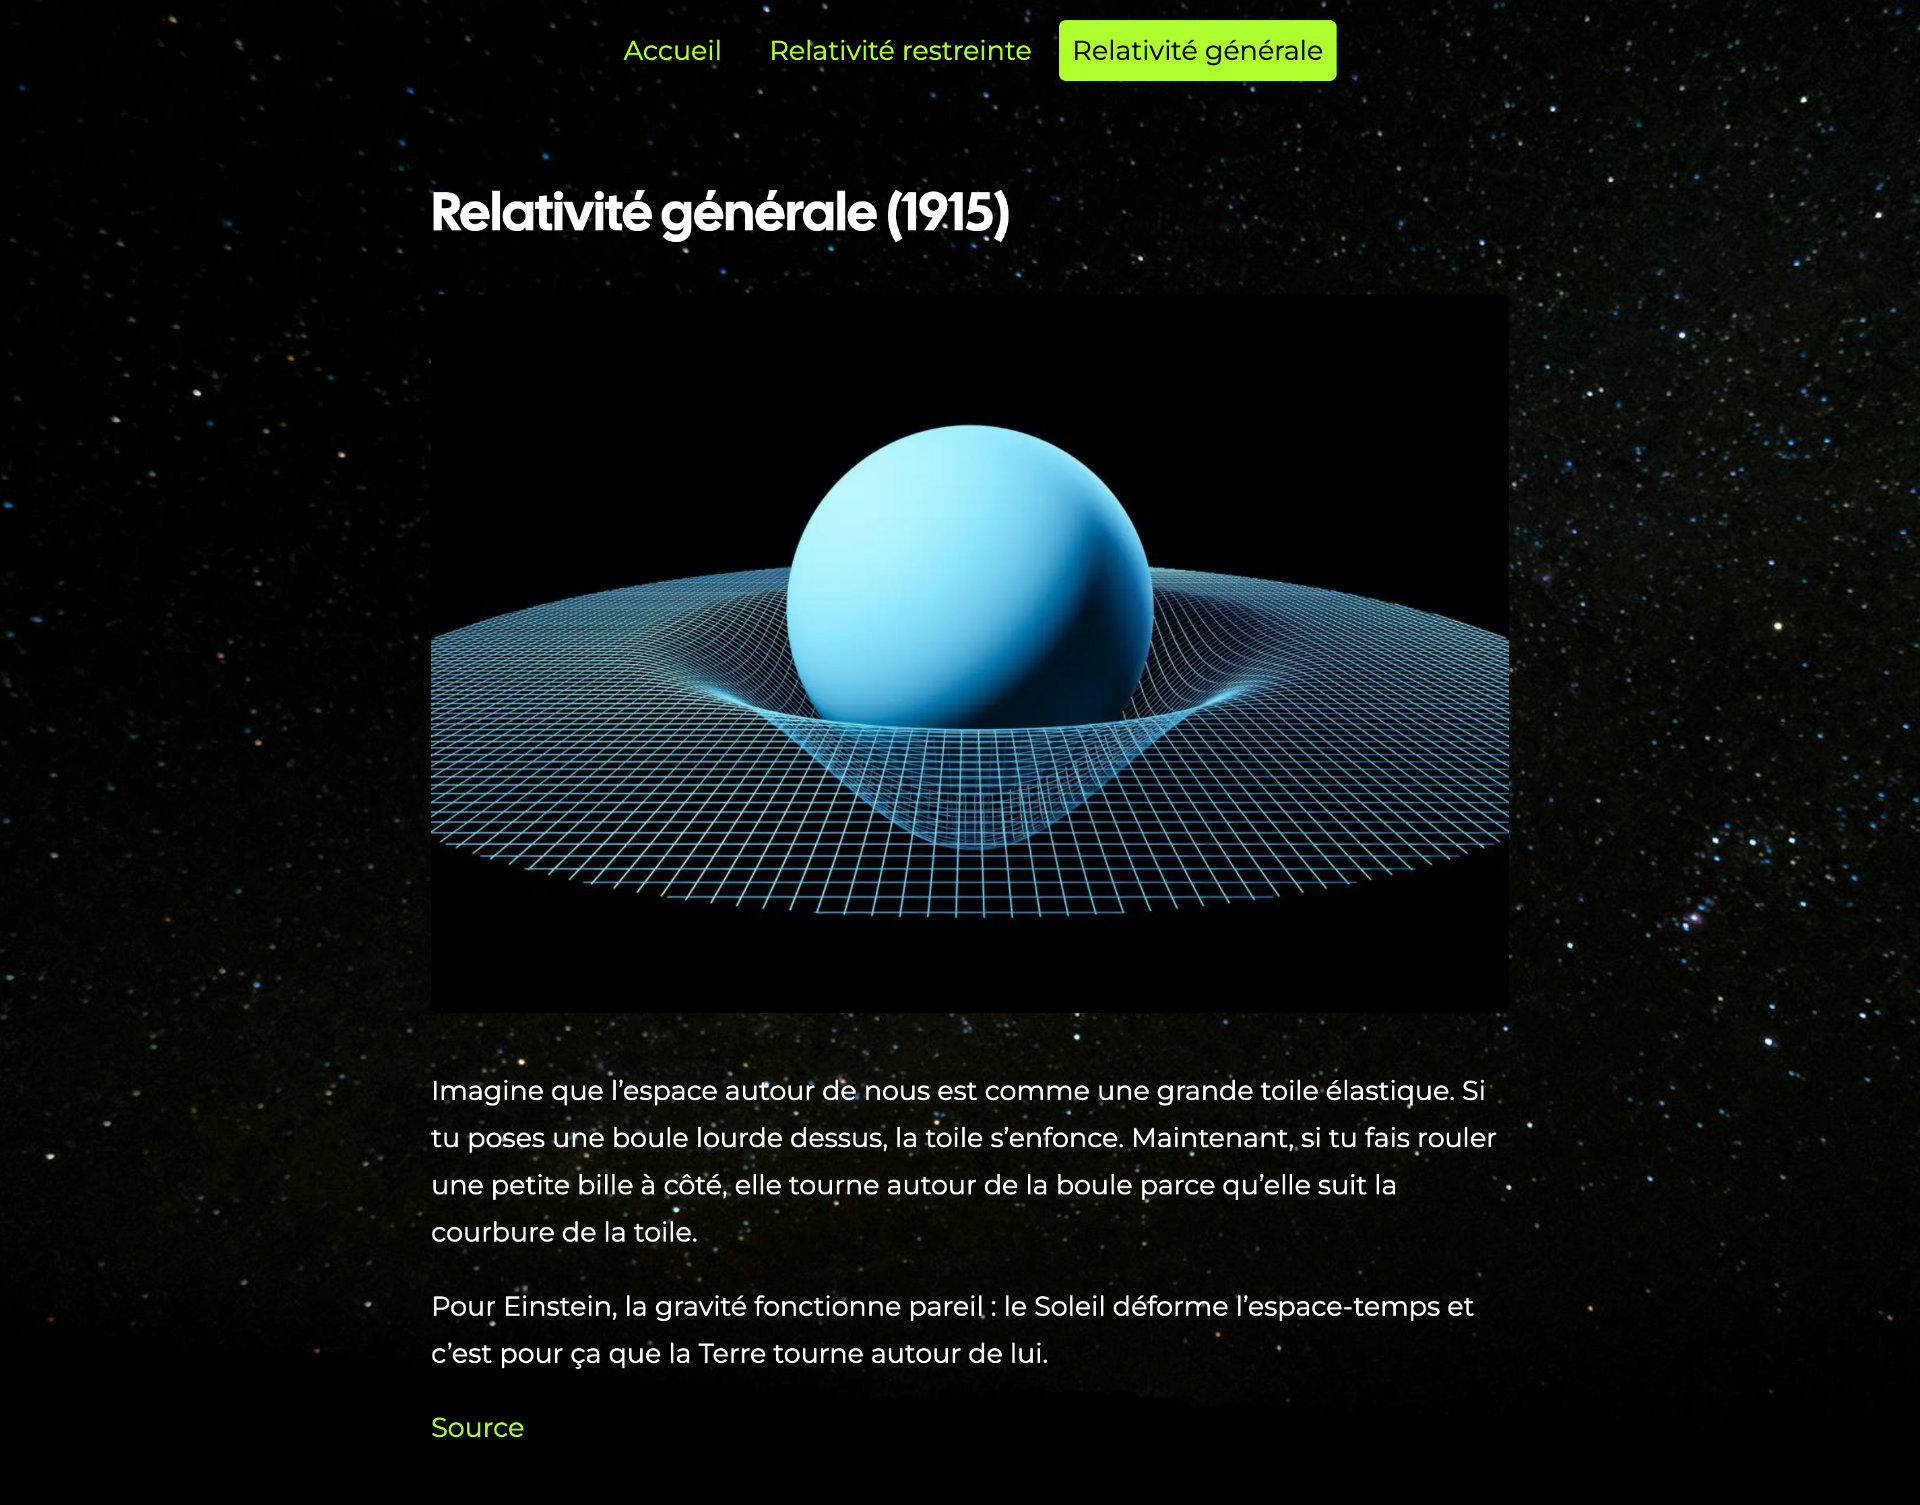 Accueil Relativité restreinte Relativité générale
Relativité générale (1915)
Imagine que l’espace autour de nous est comme une grande toile élastique. Si
tu poses une boule lourde dessus, la toile s’enfonce. Maintenant, si tu fais rouler
une petite bille à côté, elle tourne autour de la boule parce qu’elle suit la
courbure de la toile.
Pour Einstein, la gravité fonctionne pareil : le Soleil déforme l’espace-temps et
c’est pour ça que la Terre tourne autour de lui.
Source